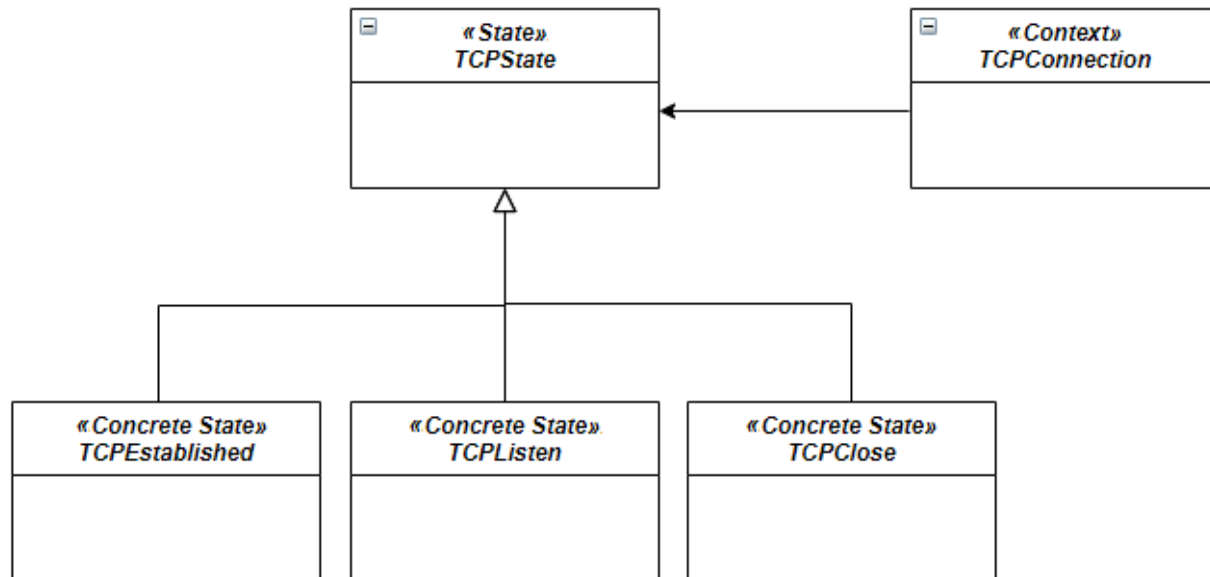 «State»
TCPState
«Context»
TCPConnection
«Concrete State»
TCPEstablished
«Concrete State»
TCPListen
«Concrete State»
TCPClose